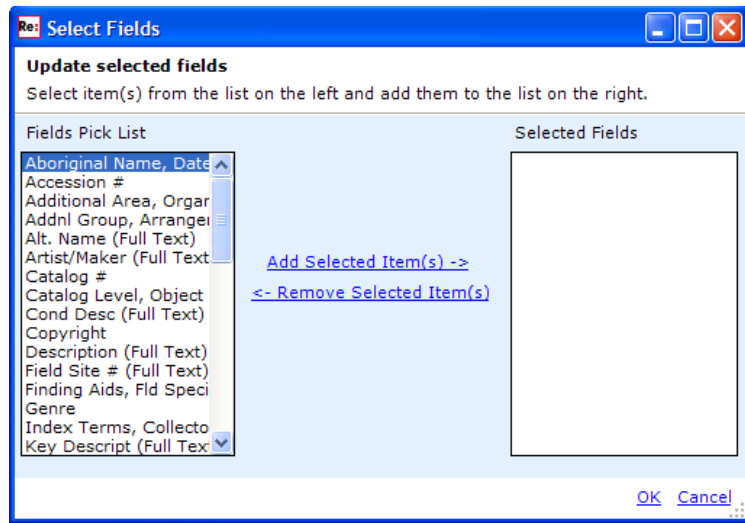 Re: Select Fields
Update selected fields
Select item(s) from the list on the left and add them to the list on the right.
Fields Pick List
Aboriginal Name, Date
Accession #
Additional Area, Organ
Addnl Group, Arranger
Alt. Name (Full Text)
Artist/Maker (Full Text
Catalog #
Catalog Level, Object
Cond Desc (Full Text)
Copyright
Description (Full Text)
Field Site # (Full Text)
Finding Aids, Fld Speci
Genre
Index Terms, Collecto
Key Descript (Full Tex
Add Selected Item(s) ->
<- Remove Selected Item(s)
Selected Fields
OK Cancel